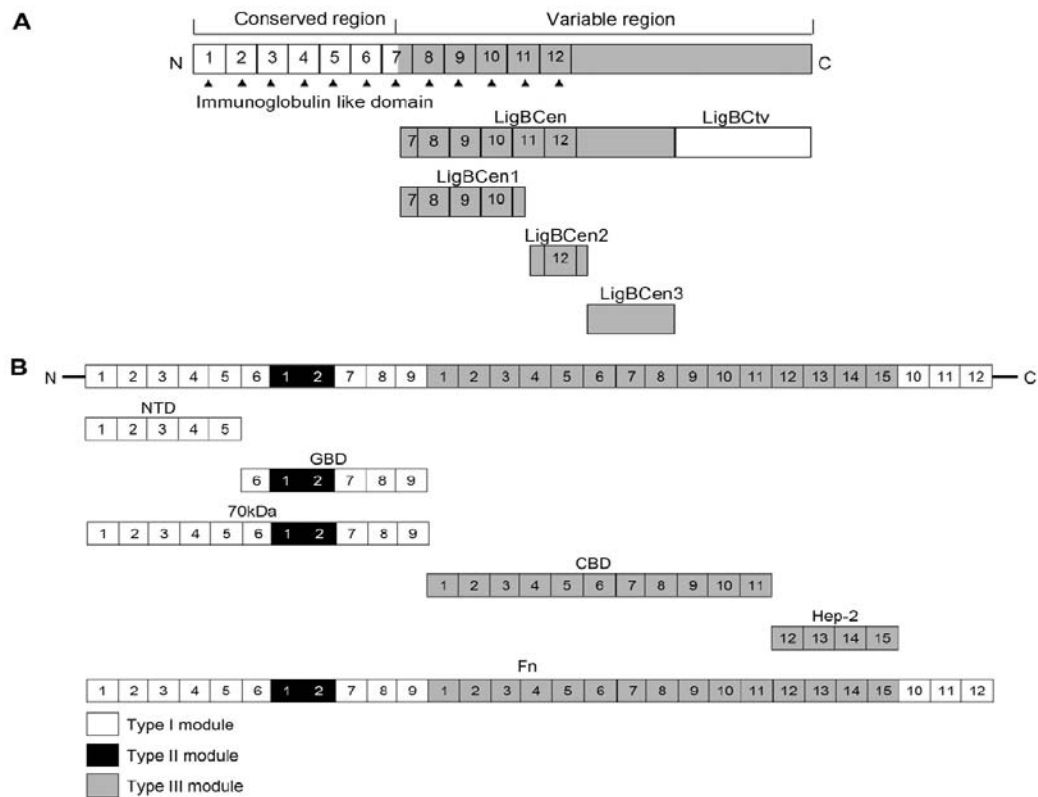 A
Conserved region Variable region
N 1 2 3 4 5 6 7 8 9 10 11 12 C
Immunoglobulin like domain
LigBCen LigBCtv
7 8 9 10 11 12
LigBCen1
7 8 9 10
LigBCen2
12
LigBCen3
B
N 1 2 3 4 5 6 1 2 7 8 9 1 2 3 4 5 6 7 8 9 10 11 12 13 14 15 10 11 12 C
NTD
1 2 3 4 5
GBD
6 1 2 7 8 9
70kDa
1 2 3 4 5 6 1 2 7 8 9
CBD
1 2 3 4 5 6 7 8 9 10 11
Hep-2
12 13 14 15
Fn
1 2 3 4 5 6 1 2 7 8 9 1 2 3 4 5 6 7 8 9 10 11 12 13 14 15 10 11 12
Type I module
Type II module
Type III module